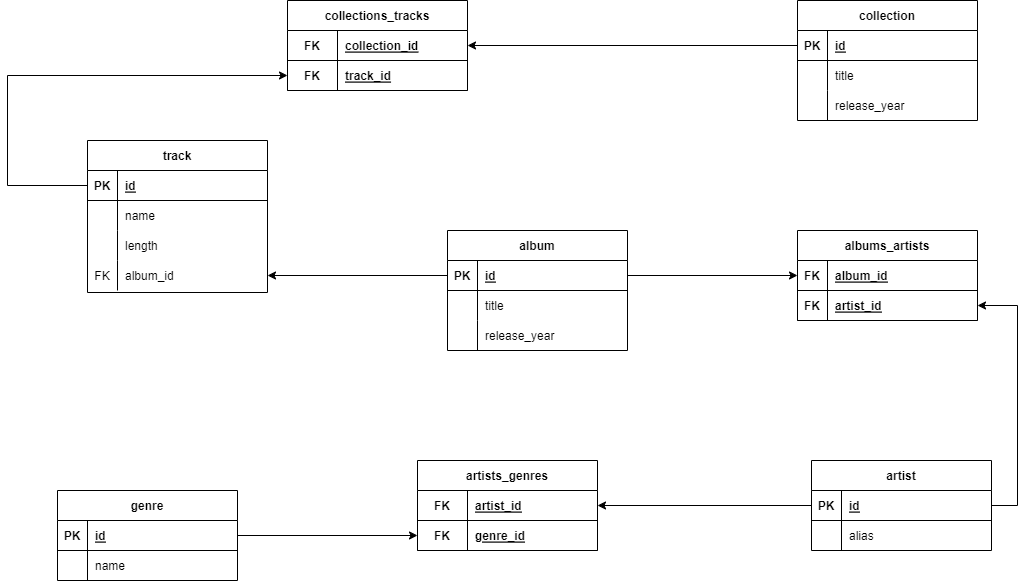 collections_tracks
FK collection_id
FK track_id
collection
PK id
title
release_year
track
PK id
name
length
FK album_id
album
PK id
title
release_year
albums_artists
FK album_id
FK artist_id
genre
PK id
name
artists_genres
FK artist_id
FK genre_id
artist
PK id
alias